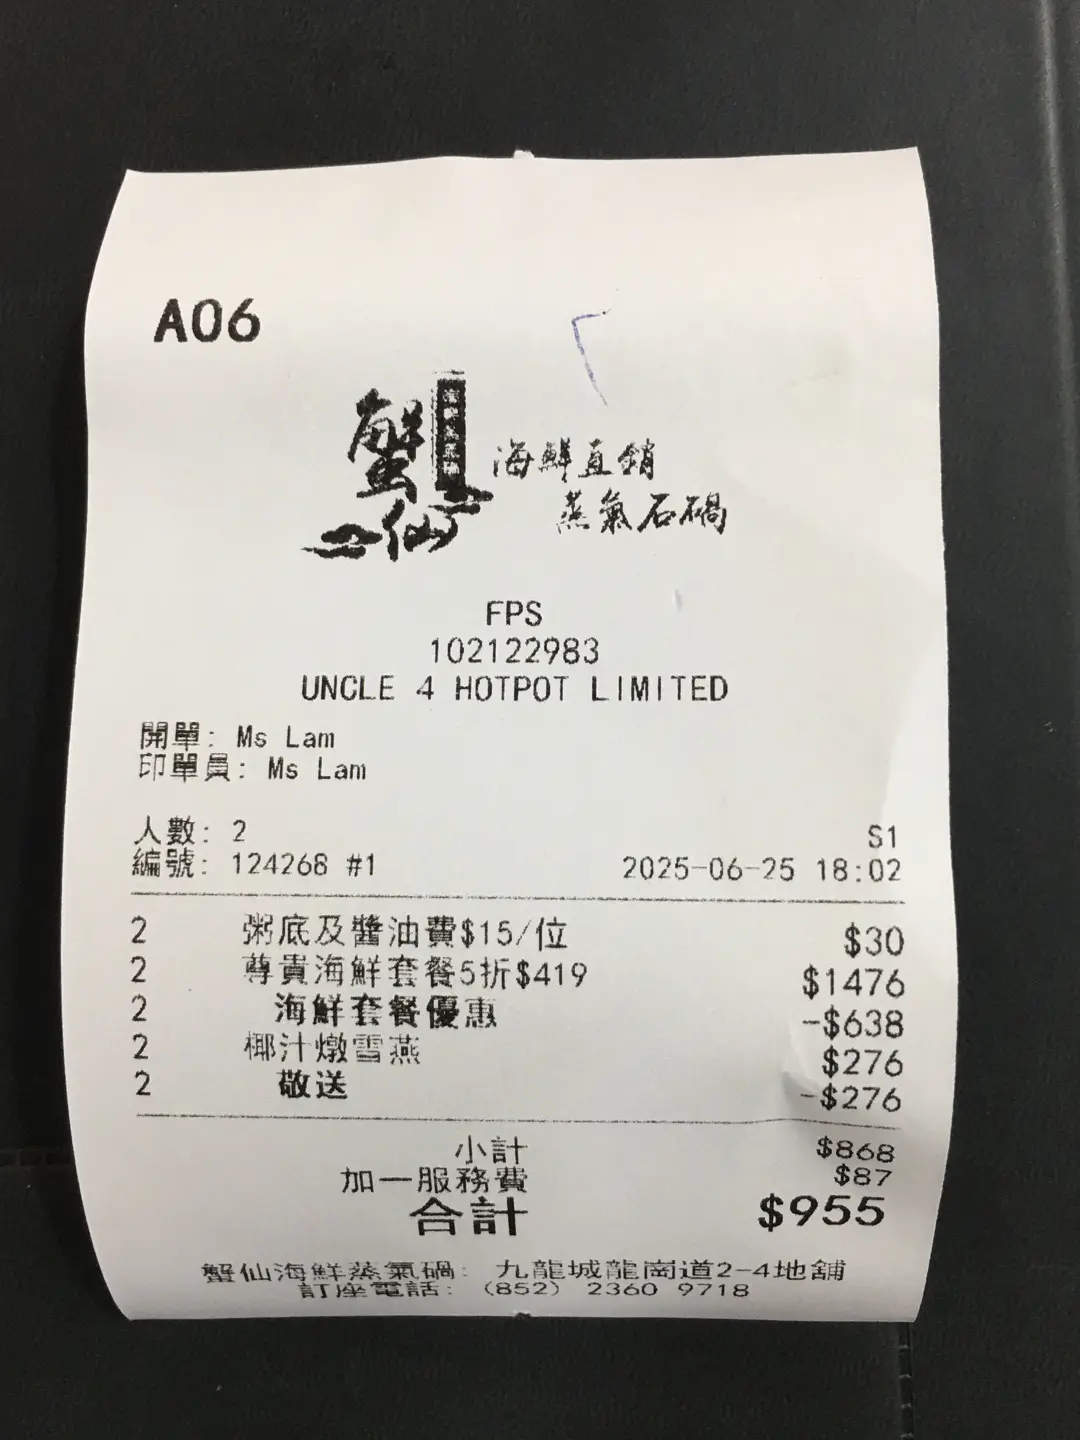 A06
蟹仙
海鮮直銷
蒸氣石鍋
FPS
102122983
UNCLE 4 HOTPOT LIMITED
開單: Ms Lam
印單員: Ms Lam
人數: 2 S1
編號: 124268 #1 2025-06-25 18:02
2 粥底及醬油費$15/位 $30
2 尊貴海鮮套餐5折$419 $1476
2 海鮮套餐優惠 -$638
2 椰汁燉雪燕 $276
2 敬送 -$276
小計 $868
加一服務費 $87
合計 $955
蟹仙海鮮蒸氣鍋: 九龍城龍崗道2-4地舖
訂座電話: (852) 2360 9718